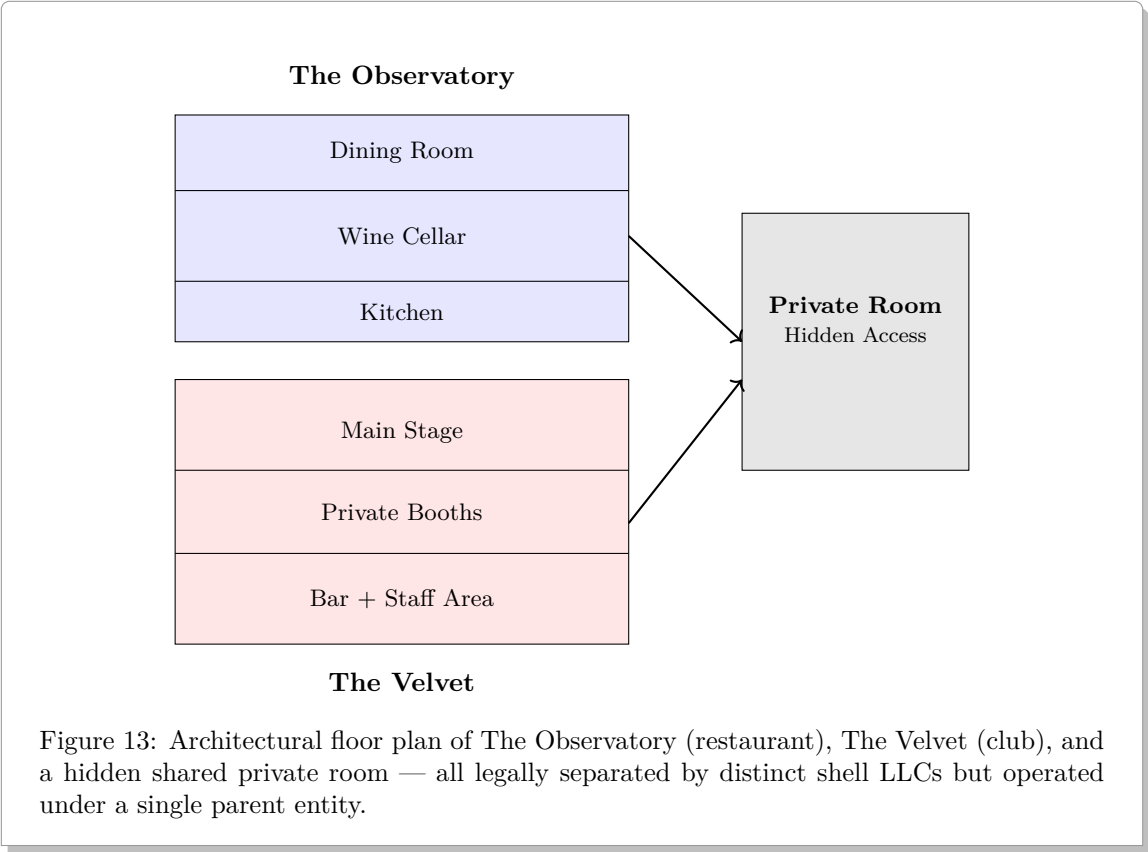 The Observatory
Dining Room
Wine Cellar
Kitchen
Private Room
Hidden Access
Main Stage
Private Booths
Bar + Staff Area
The Velvet
Figure 13: Architectural floor plan of The Observatory (restaurant), The Velvet (club), and
a hidden shared private room — all legally separated by distinct shell LLCs but operated
under a single parent entity.